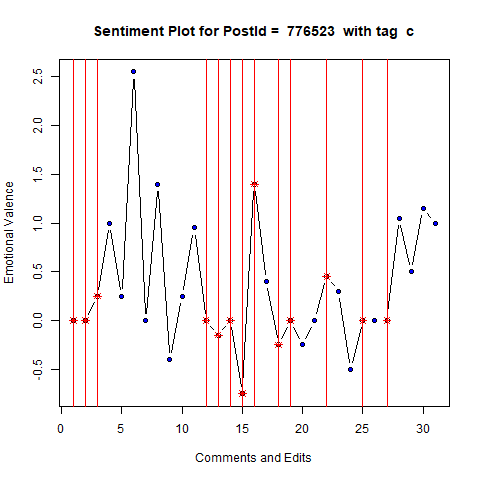 Sentiment Plot for PostId =  776523  with tag  c
Emotional Valence
2.5
2.0
1.5
1.0
0.5
0.0
-0.5
0 5 10 15 20 25 30
Comments and Edits